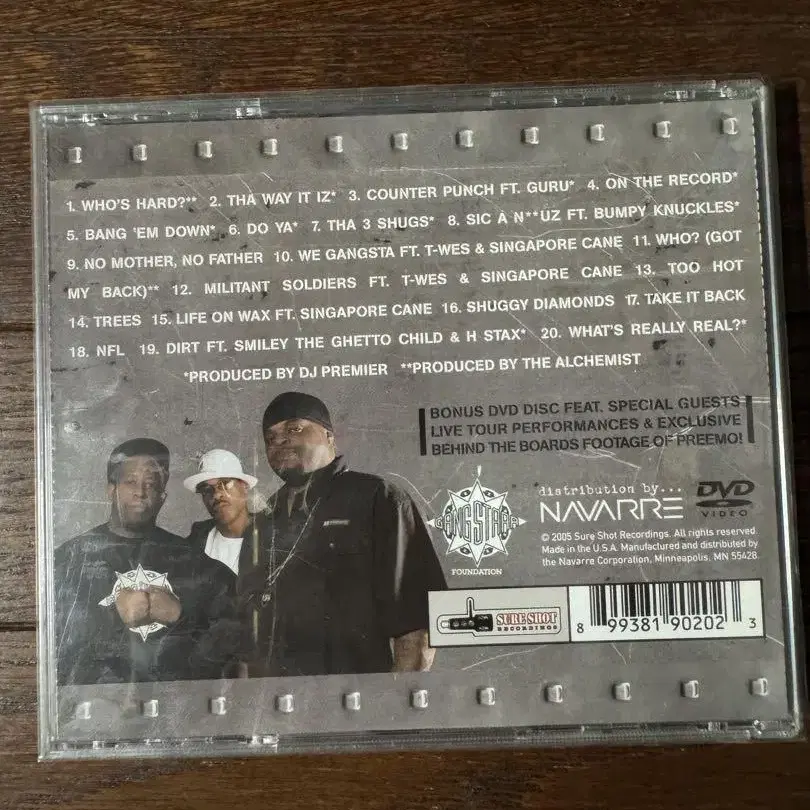 1. WHO'S HARD?** 2. THA WAY IT IZ* 3. COUNTER PUNCH FT. GURU* 4. ON THE RECORD*
5. BANG 'EM DOWN* 6. DO YA* 7. THA 3 SHUGS* 8. SIC A N**UZ FT. BUMPY KNUCKLES*
9. NO MOTHER, NO FATHER 10. WE GANGSTA FT. T-WES & SINGAPORE CANE 11. WHO? (GOT
MY BACK)** 12. MILITANT SOLDIERS FT. T-WES & SINGAPORE CANE 13. TOO HOT
14. TREES 15. LIFE ON WAX FT. SINGAPORE CANE 16. SHUGGY DIAMONDS 17. TAKE IT BACK
18. NFL 19. DIRT FT. SMILEY THE GHETTO CHILD & H STAX* 20. WHAT'S REALLY REAL?*
*PRODUCED BY DJ PREMIER **PRODUCED BY THE ALCHEMIST
BONUS DVD DISC FEAT. SPECIAL GUESTS
LIVE TOUR PERFORMANCES & EXCLUSIVE
BEHIND THE BOARDS FOOTAGE OF PREEMO!
GANG STARR
FOUNDATION
distribution by...
NAVARRE
DVD
VIDEO
© 2005 Sure Shot Recordings. All rights reserved.
Made in the U.S.A. Manufactured and distributed by
the Navarre Corporation, Minneapolis, MN 55428.
SURE SHOT
RECORDINGS
8 99381 90202 3